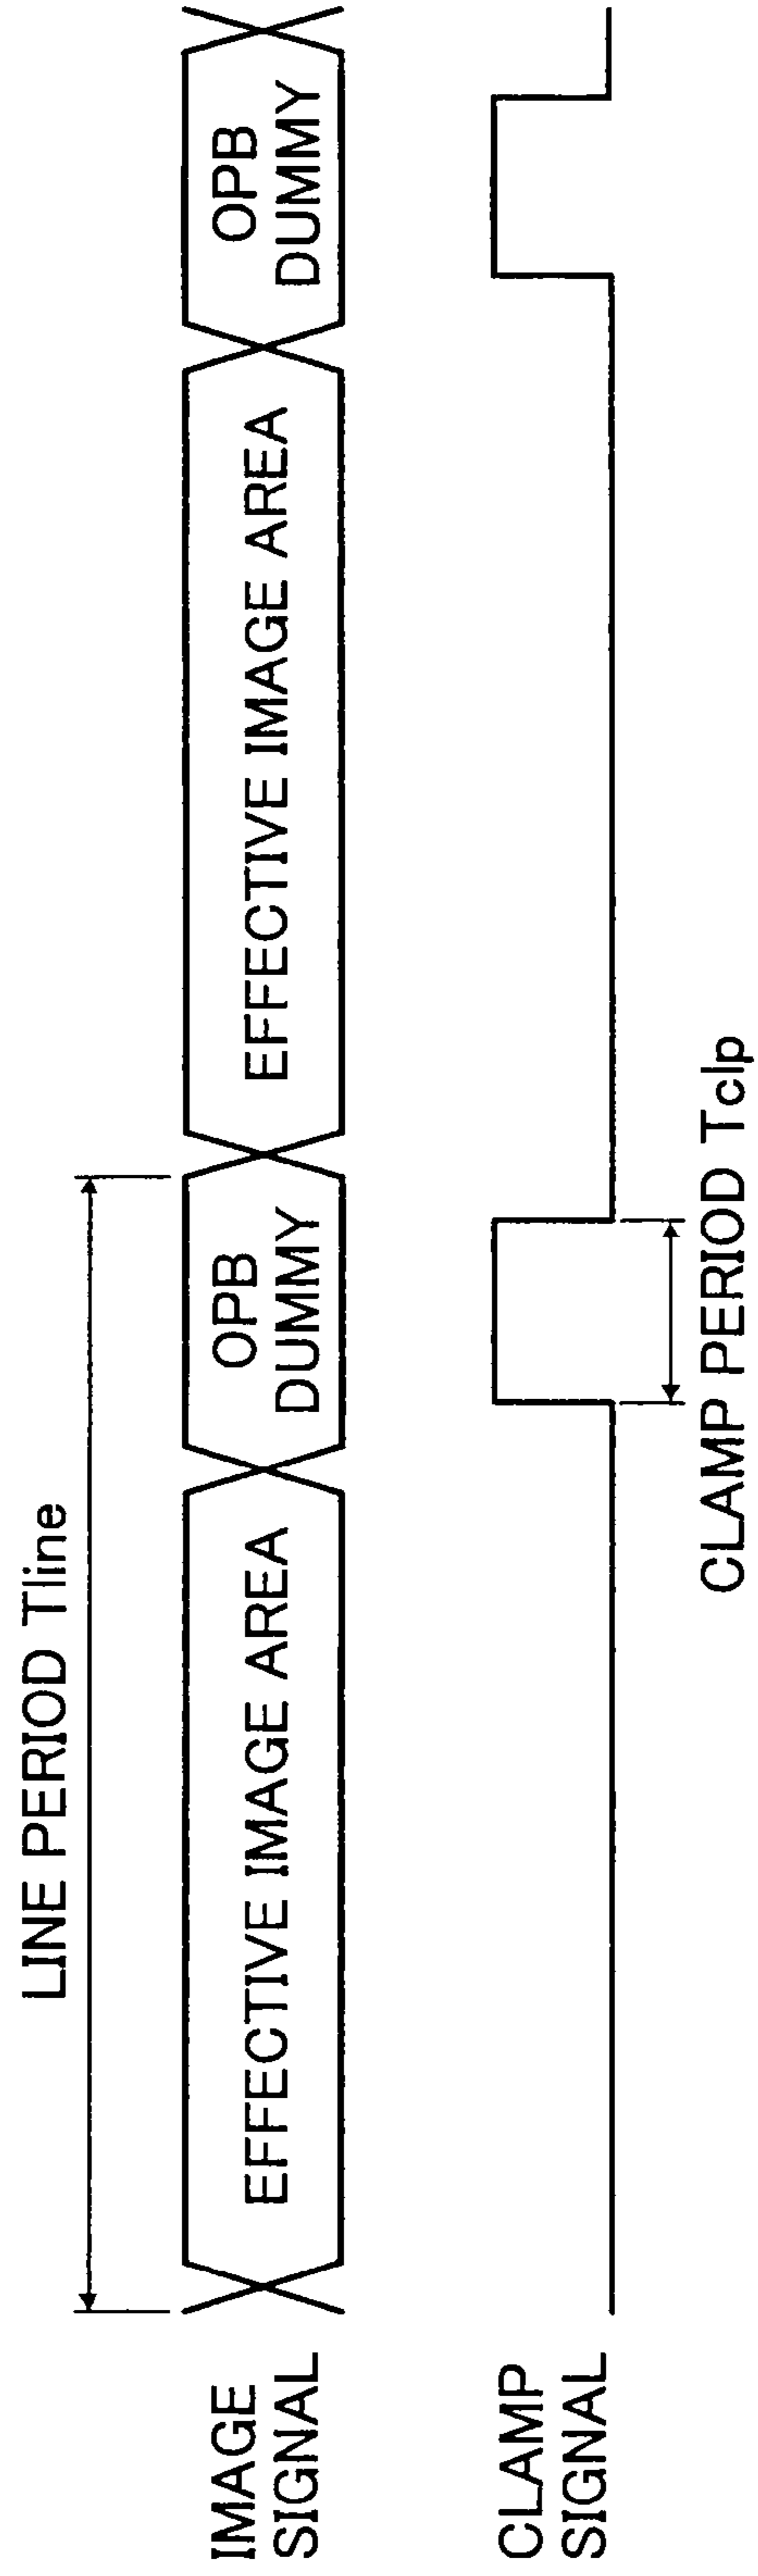 LINE PERIOD Tline
IMAGE
SIGNAL
EFFECTIVE IMAGE AREA
OPB
DUMMY
EFFECTIVE IMAGE AREA
OPB
DUMMY
CLAMP
SIGNAL
CLAMP PERIOD Tclp